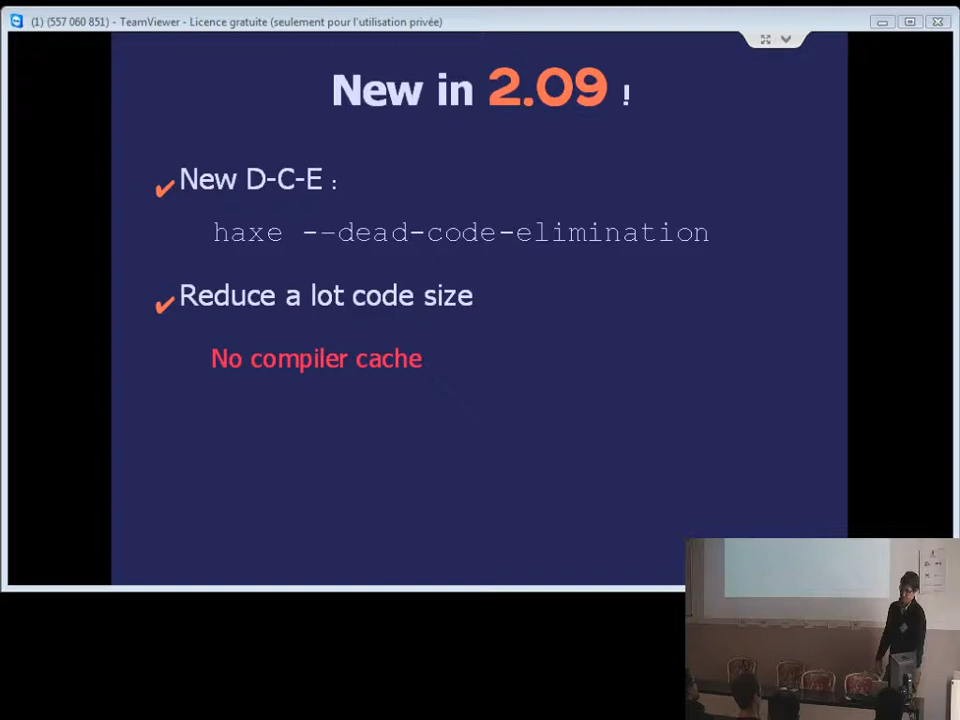 (1) (557 060 851) - TeamViewer - Licence gratuite (seulement pour l'utilisation privée)
New in 2.09 !
✔ New D-C-E :
haxe --dead-code-elimination
✔ Reduce a lot code size
No compiler cache